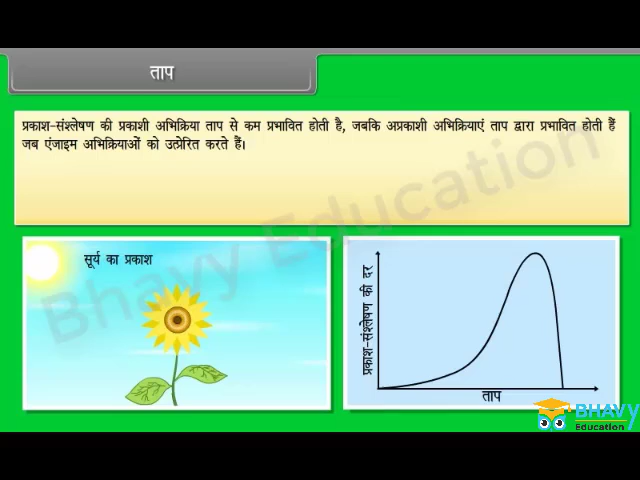 ताप
प्रकाश-संश्लेषण की प्रकाशी अभिक्रिया ताप से कम प्रभावित होती है, जबकि अप्रकाशी अभिक्रियाएं ताप द्वारा प्रभावित होती हैं
जब एंजाइम अभिक्रियाओं को उत्प्रेरित करते हैं।
Bhavy Education
सूर्य का प्रकाश
प्रकाश-संश्लेषण की दर
ताप
BHAVY
Education